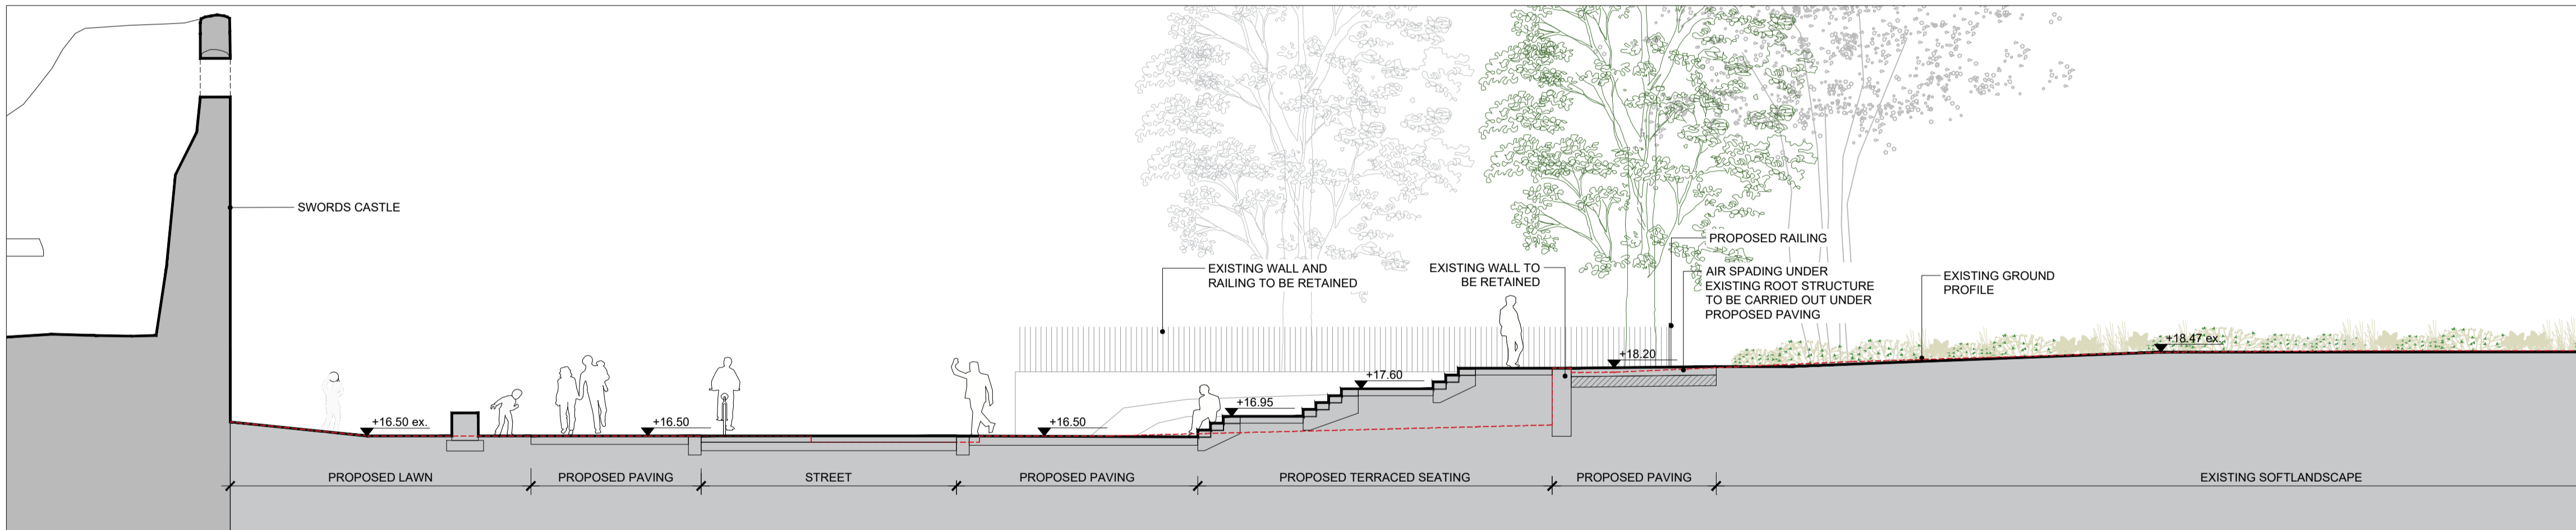 SWORDS CASTLE
EXISTING WALL AND
RAILING TO BE RETAINED
EXISTING WALL TO
BE RETAINED
PROPOSED RAILING
AIR SPADING UNDER
EXISTING ROOT STRUCTURE
TO BE CARRIED OUT UNDER
PROPOSED PAVING
EXISTING GROUND
PROFILE
+16.50 ex.
+16.50
+16.50
+16.95
+17.60
+18.20
+18.47 ex.
PROPOSED LAWN
PROPOSED PAVING
STREET
PROPOSED PAVING
PROPOSED TERRACED SEATING
PROPOSED PAVING
EXISTING SOFTLANDSCAPE